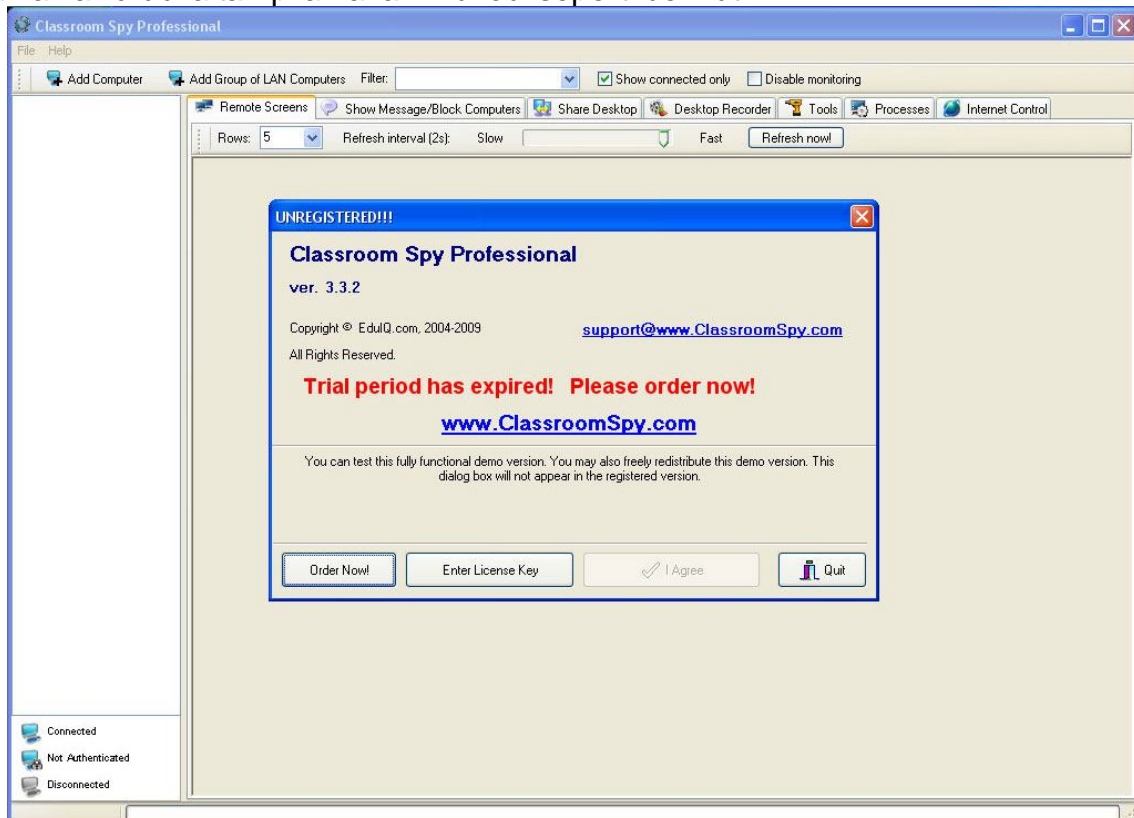 Classroom Spy Professional
File Help
Add Computer Add Group of LAN Computers Filter: Show connected only Disable monitoring
Remote Screens Show Message/Block Computers Share Desktop Desktop Recorder Tools Processes Internet Control
Rows: 5 Refresh interval (2s): Slow Fast Refresh now!
UNREGISTERED!!!
Classroom Spy Professional
ver. 3.3.2
Copyright © EduIQ.com, 2004-2009 support@www.ClassroomSpy.com
All Rights Reserved.
Trial period has expired! Please order now!
www.ClassroomSpy.com
You can test this fully functional demo version. You may also freely redistribute this demo version. This
dialog box will not appear in the registered version.
Order Now! Enter License Key I Agree Quit
Connected
Not Authenticated
Disconnected